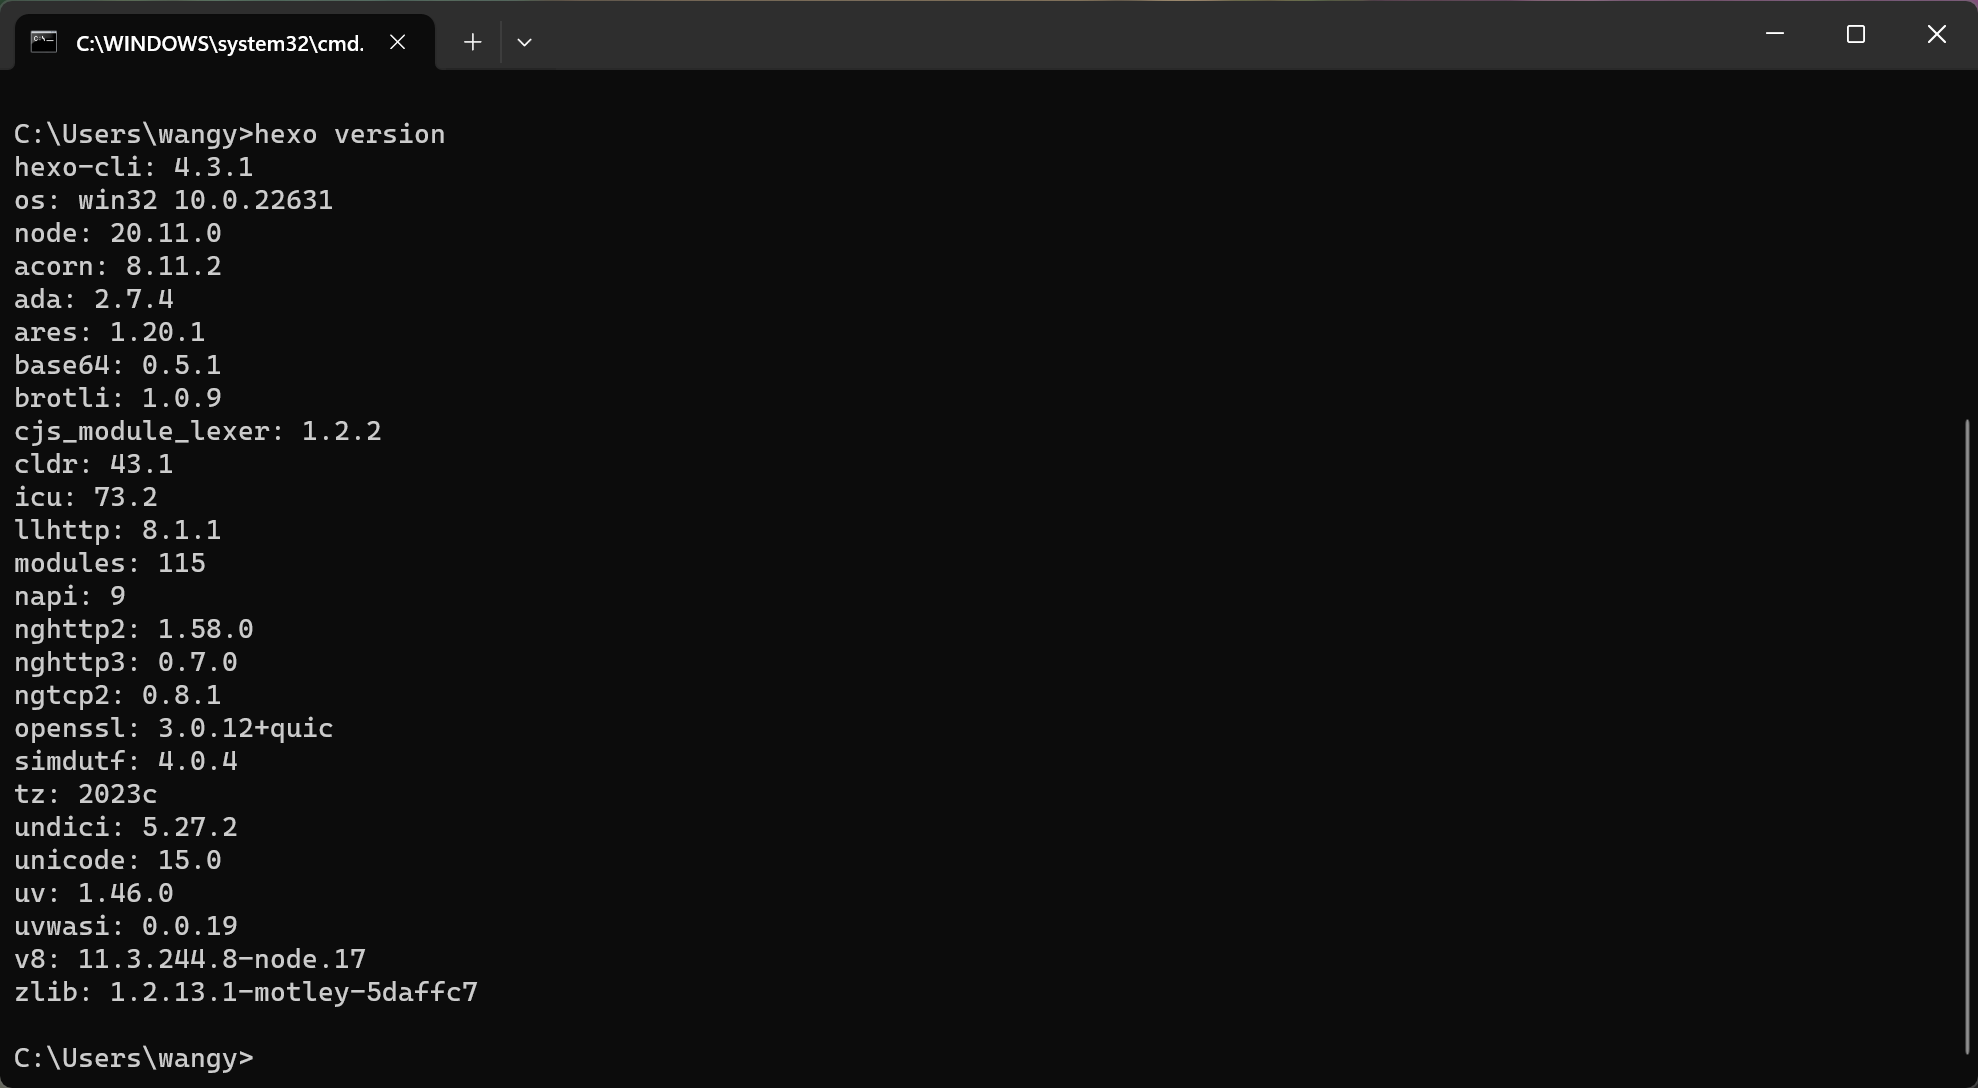 C:\WINDOWS\system32\cmd.
C:\Users\wangy>hexo version
hexo-cli: 4.3.1
os: win32 10.0.22631
node: 20.11.0
acorn: 8.11.2
ada: 2.7.4
ares: 1.20.1
base64: 0.5.1
brotli: 1.0.9
cjs_module_lexer: 1.2.2
cldr: 43.1
icu: 73.2
llhttp: 8.1.1
modules: 115
napi: 9
nghttp2: 1.58.0
nghttp3: 0.7.0
ngtcp2: 0.8.1
openssl: 3.0.12+quic
simdutf: 4.0.4
tz: 2023c
undici: 5.27.2
unicode: 15.0
uv: 1.46.0
uvwasi: 0.0.19
v8: 11.3.244.8-node.17
zlib: 1.2.13.1-motley-5daffc7
C:\Users\wangy>